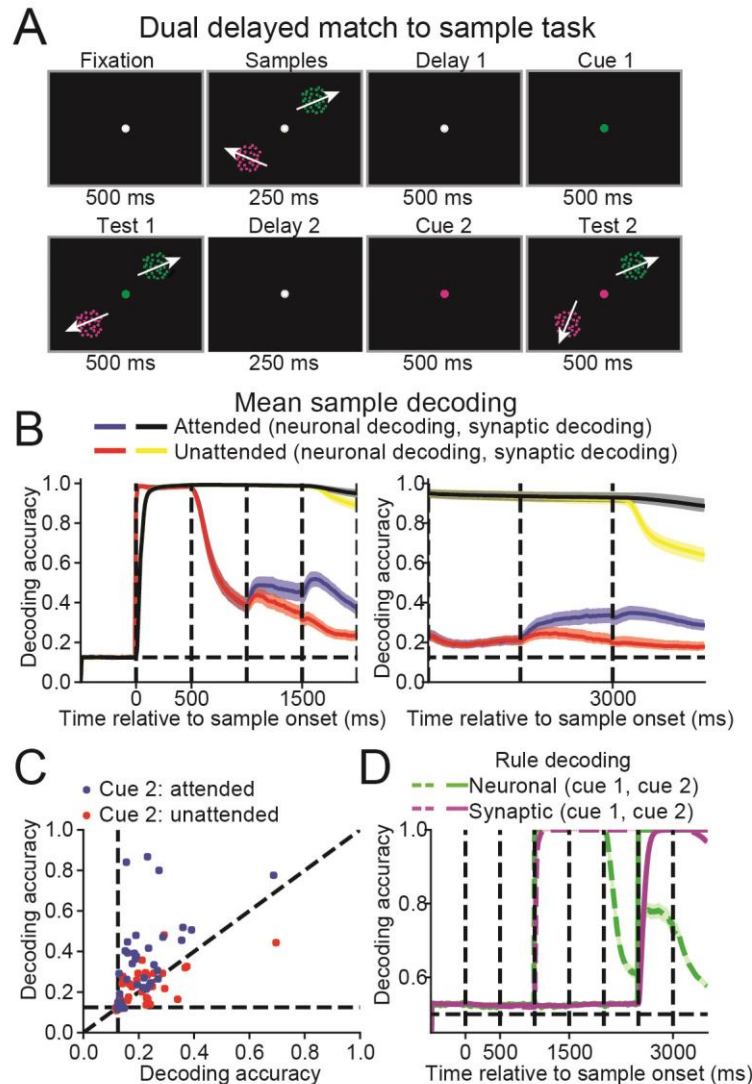 A
Dual delayed match to sample task
Fixation Samples Delay 1 Cue 1
500 ms 250 ms 500 ms 500 ms
Test 1 Delay 2 Cue 2 Test 2
500 ms 250 ms 500 ms 500 ms
Mean sample decoding
B
Attended (neuronal decoding, synaptic decoding)
Unattended (neuronal decoding, synaptic decoding)
Decoding accuracy
1.0
0.8
0.6
0.4
0.2
0.0
0 500 1500
Time relative to sample onset (ms)
Decoding accuracy
1.0
0.8
0.6
0.4
0.2
0.0
3000
Time relative to sample onset (ms)
C
Cue 2: attended
Cue 2: unattended
Decoding accuracy
1.0
0.8
0.6
0.4
0.2
0.0
0.0 0.2 0.4 0.6 0.8 1.0
Decoding accuracy
D
Rule decoding
Neuronal (cue 1, cue 2)
Synaptic (cue 1, cue 2)
Decoding accuracy
1.0
0.8
0.6
0 500 1500 3000
Time relative to sample onset (ms)